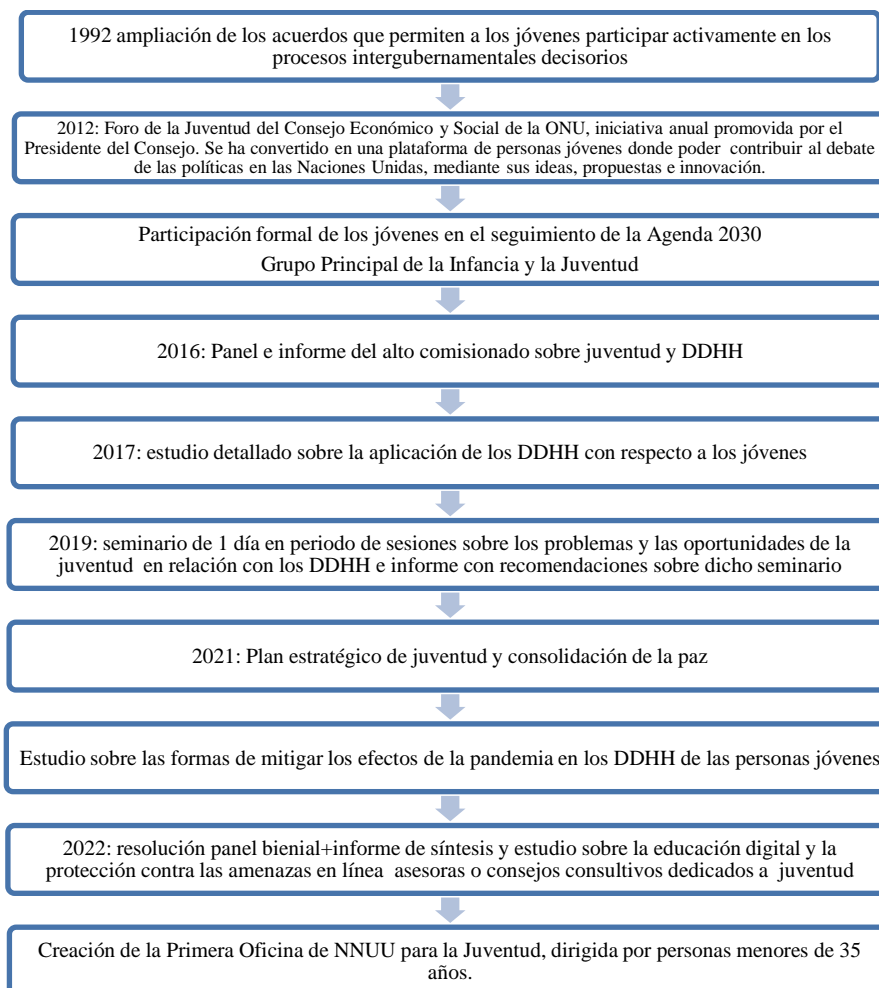 1992 ampliación de los acuerdos que permiten a los jóvenes participar activamente en los
procesos intergubernamentales decisorios
2012: Foro de la Juventud del Consejo Económico y Social de la ONU, iniciativa anual promovida por el
Presidente del Consejo. Se ha convertido en una plataforma de personas jóvenes donde poder contribuir al debate
de las políticas en las Naciones Unidas, mediante sus ideas, propuestas e innovación.
Participación formal de los jóvenes en el seguimiento de la Agenda 2030
Grupo Principal de la Infancia y la Juventud
2016: Panel e informe del alto comisionado sobre juventud y DDHH
2017: estudio detallado sobre la aplicación de los DDHH con respecto a los jóvenes
2019: seminario de 1 día en periodo de sesiones sobre los problemas y las oportunidades de la
juventud en relación con los DDHH e informe con recomendaciones sobre dicho seminario
2021: Plan estratégico de juventud y consolidación de la paz
Estudio sobre las formas de mitigar los efectos de la pandemia en los DDHH de las personas jóvenes
2022: resolución panel bienial+informe de síntesis y estudio sobre la educación digital y la
protección contra las amenazas en línea asesoras o consejos consultivos dedicados a juventud
Creación de la Primera Oficina de NNUU para la Juventud, dirigida por personas menores de 35
años.